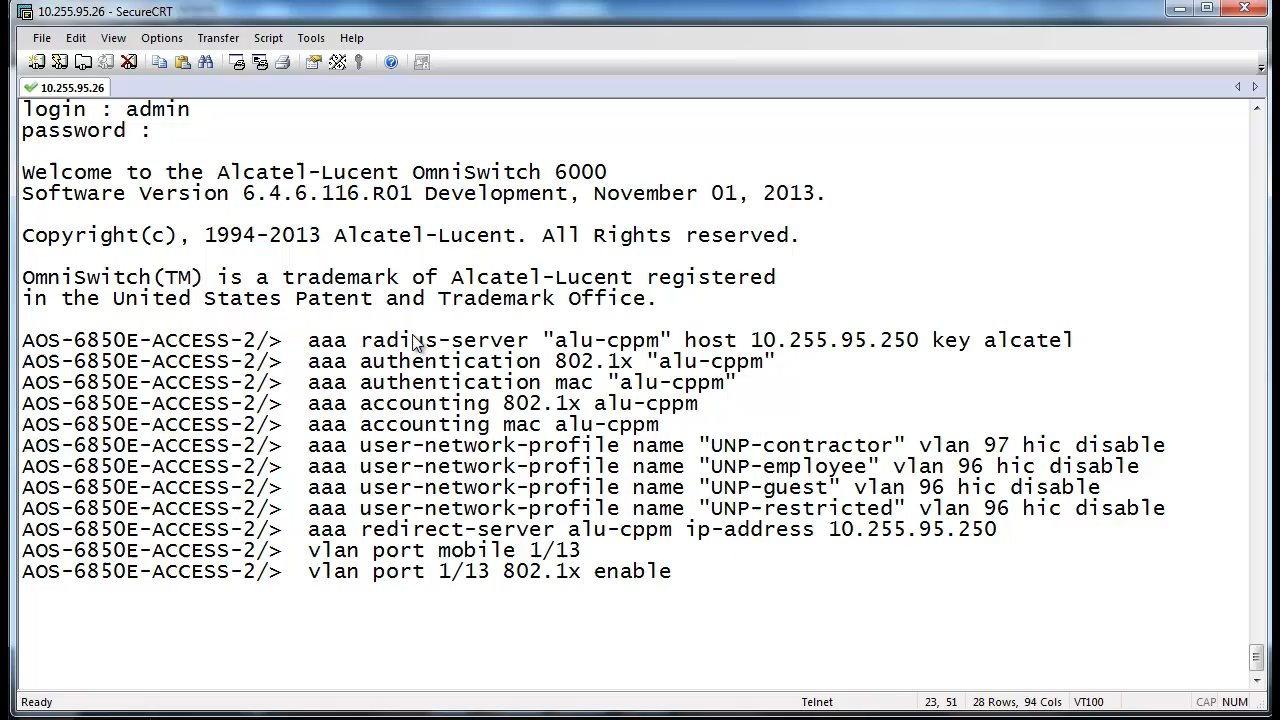 10.255.95.26 - SecureCRT
File Edit View Options Transfer Script Tools Help
10.255.95.26
login : admin
password :
Welcome to the Alcatel-Lucent OmniSwitch 6000
Software Version 6.4.6.116.R01 Development, November 01, 2013.
Copyright(c), 1994-2013 Alcatel-Lucent. All Rights reserved.
OmniSwitch(TM) is a trademark of Alcatel-Lucent registered
in the United States Patent and Trademark Office.
AOS-6850E-ACCESS-2/> aaa radius-server "alu-cppm" host 10.255.95.250 key alcatel
AOS-6850E-ACCESS-2/> aaa authentication 802.1x "alu-cppm"
AOS-6850E-ACCESS-2/> aaa authentication mac "alu-cppm"
AOS-6850E-ACCESS-2/> aaa accounting 802.1x alu-cppm
AOS-6850E-ACCESS-2/> aaa accounting mac alu-cppm
AOS-6850E-ACCESS-2/> aaa user-network-profile name "UNP-contractor" vlan 97 hic disable
AOS-6850E-ACCESS-2/> aaa user-network-profile name "UNP-employee" vlan 96 hic disable
AOS-6850E-ACCESS-2/> aaa user-network-profile name "UNP-guest" vlan 96 hic disable
AOS-6850E-ACCESS-2/> aaa user-network-profile name "UNP-restricted" vlan 96 hic disable
AOS-6850E-ACCESS-2/> aaa redirect-server alu-cppm ip-address 10.255.95.250
AOS-6850E-ACCESS-2/> vlan port mobile 1/13
AOS-6850E-ACCESS-2/> vlan port 1/13 802.1x enable
Ready Telnet 23, 51 28 Rows, 94 Cols VT100 CAP NUM